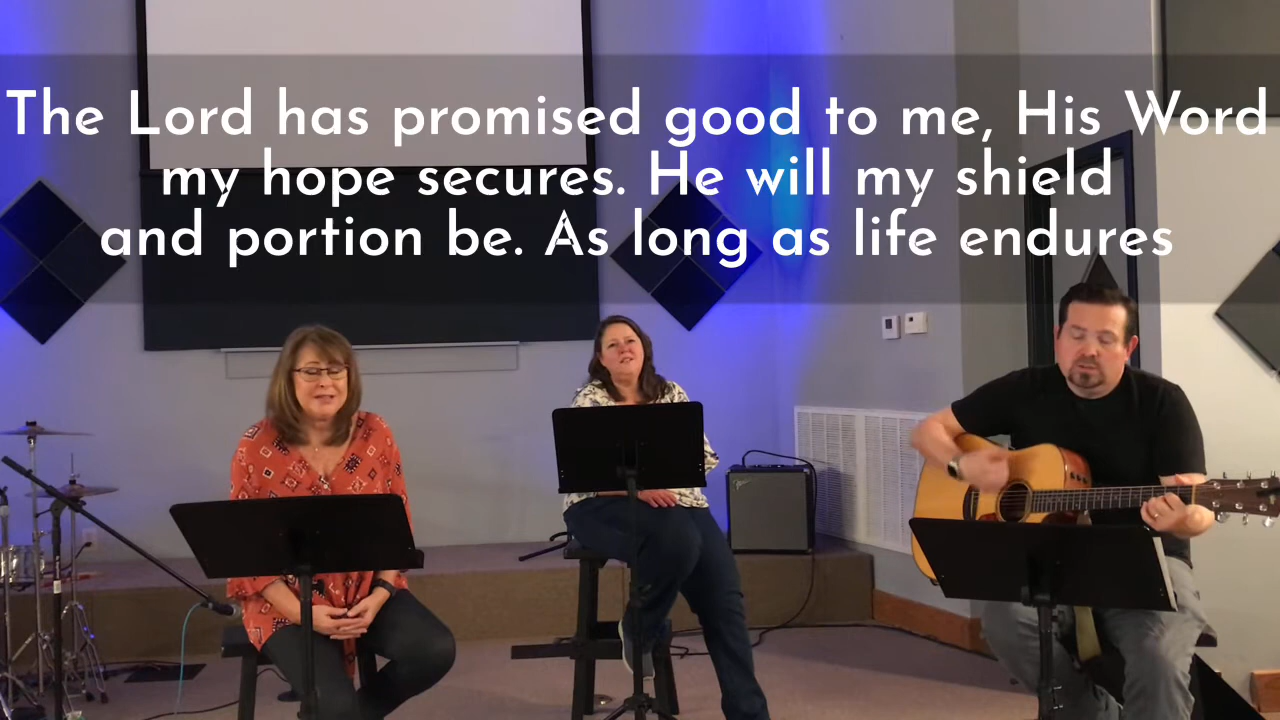 The Lord has promised good to me, His Word
my hope secures. He will my shield
and portion be. As long as life endures